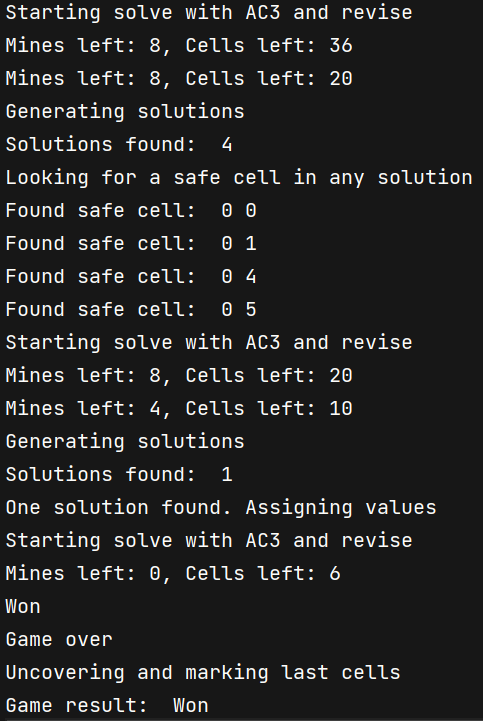 Starting solve with AC3 and revise
Mines left: 8, Cells left: 36
Mines left: 8, Cells left: 20
Generating solutions
Solutions found:  4
Looking for a safe cell in any solution
Found safe cell:  0 0
Found safe cell:  0 1
Found safe cell:  0 4
Found safe cell:  0 5
Starting solve with AC3 and revise
Mines left: 8, Cells left: 20
Mines left: 4, Cells left: 10
Generating solutions
Solutions found:  1
One solution found. Assigning values
Starting solve with AC3 and revise
Mines left: 0, Cells left: 6
Won
Game over
Uncovering and marking last cells
Game result:  Won